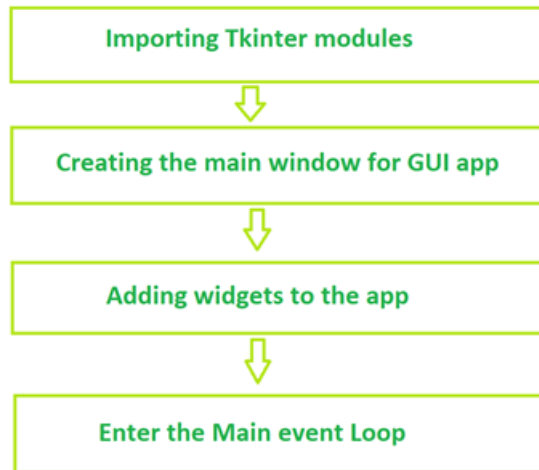 Importing Tkinter modules
Creating the main window for GUI app
Adding widgets to the app
Enter the Main event Loop